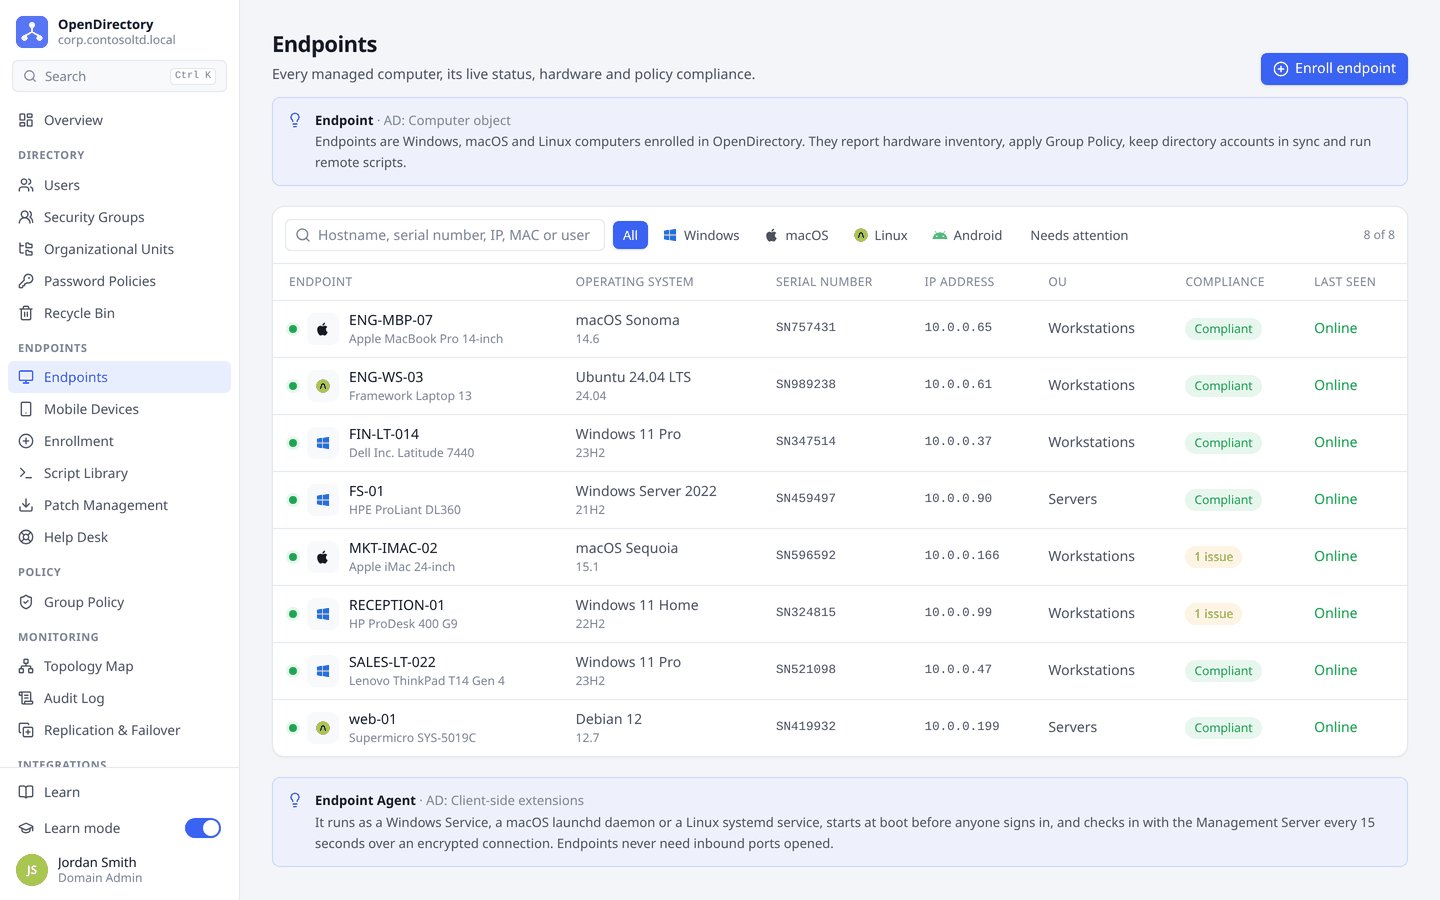 OpenDirectory
corp.contosoltd.local
Search
Ctrl K
Overview
DIRECTORY
Users
Security Groups
Organizational Units
Password Policies
Recycle Bin
ENDPOINTS
Endpoints
Mobile Devices
Enrollment
Script Library
Patch Management
Help Desk
POLICY
Group Policy
MONITORING
Topology Map
Audit Log
Replication & Failover
INTEGRATIONS
Learn
Learn mode
JS
Jordan Smith
Domain Admin
Endpoints
Every managed computer, its live status, hardware and policy compliance.
Enroll endpoint
Endpoint · AD: Computer object
Endpoints are Windows, macOS and Linux computers enrolled in OpenDirectory. They report hardware inventory, apply Group Policy, keep directory accounts in sync and run
remote scripts.
Hostname, serial number, IP, MAC or user
All Windows macOS Linux Android Needs attention 8 of 8
ENDPOINT OPERATING SYSTEM SERIAL NUMBER IP ADDRESS OU COMPLIANCE LAST SEEN
ENG-MBP-07 macOS Sonoma SN757431 10.0.0.65 Workstations Compliant Online
Apple MacBook Pro 14-inch 14.6
ENG-WS-03 Ubuntu 24.04 LTS SN989238 10.0.0.61 Workstations Compliant Online
Framework Laptop 13 24.04
FIN-LT-014 Windows 11 Pro SN347514 10.0.0.37 Workstations Compliant Online
Dell Inc. Latitude 7440 23H2
FS-01 Windows Server 2022 SN459497 10.0.0.90 Servers Compliant Online
HPE ProLiant DL360 21H2
MKT-IMAC-02 macOS Sequoia SN596592 10.0.0.166 Workstations 1 issue Online
Apple iMac 24-inch 15.1
RECEPTION-01 Windows 11 Home SN324815 10.0.0.99 Workstations 1 issue Online
HP ProDesk 400 G9 22H2
SALES-LT-022 Windows 11 Pro SN521098 10.0.0.47 Workstations Compliant Online
Lenovo ThinkPad T14 Gen 4 23H2
web-01 Debian 12 SN419932 10.0.0.199 Servers Compliant Online
Supermicro SYS-5019C 12.7
Endpoint Agent · AD: Client-side extensions
It runs as a Windows Service, a macOS launchd daemon or a Linux systemd service, starts at boot before anyone signs in, and checks in with the Management Server every 15
seconds over an encrypted connection. Endpoints never need inbound ports opened.